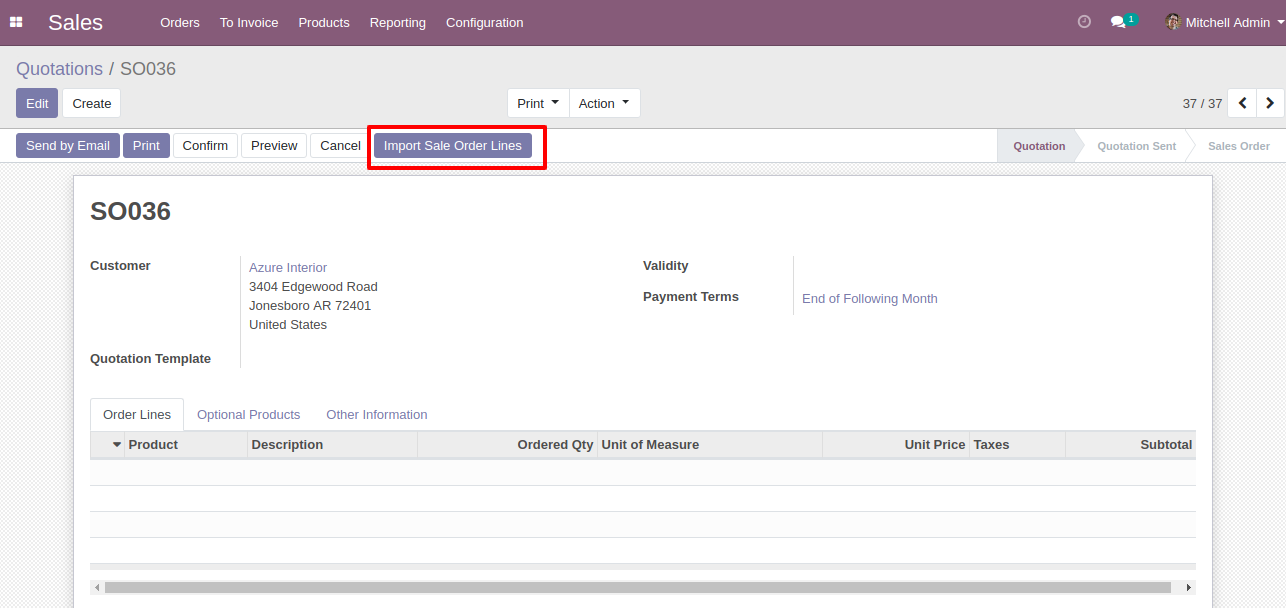 Sales Orders To Invoice Products Reporting Configuration 1 Mitchell Admin
Quotations / SO036
Edit Create Print Action 37 / 37
Send by Email Print Confirm Preview Cancel Import Sale Order Lines Quotation Quotation Sent Sales Order
SO036
Customer Azure Interior Validity
3404 Edgewood Road
Payment Terms End of Following Month
Jonesboro AR 72401
United States
Quotation Template
Order Lines Optional Products Other Information
Product Description Ordered Qty Unit of Measure Unit Price Taxes Subtotal